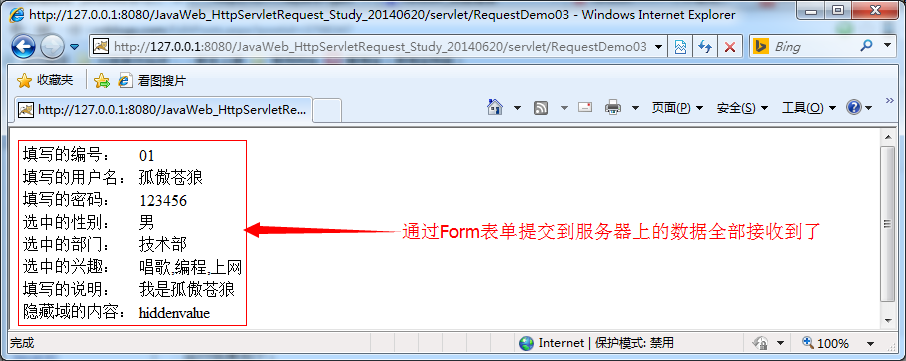 http://127.0.0.1:8080/JavaWeb_HttpServletRequest_Study_20140620/servlet/RequestDemo03 - Windows Internet Explorer
http://127.0.0.1:8080/JavaWeb_HttpServletRequest_Study_20140620/servlet/RequestDemo03
Bing
收藏夹 看图搜片
http://127.0.0.1:8080/JavaWeb_HttpServletRe...
页面(P) 安全(S) 工具(O)
填写的编号： 01
填写的用户名： 孤傲苍狼
填写的密码： 123456
选中的性别： 男
通过Form表单提交到服务器上的数据全部接收到了
选中的部门： 技术部
选中的兴趣： 唱歌,编程,上网
填写的说明： 我是孤傲苍狼
隐藏域的内容： hiddenvalue
完成 Internet | 保护模式: 禁用 100%